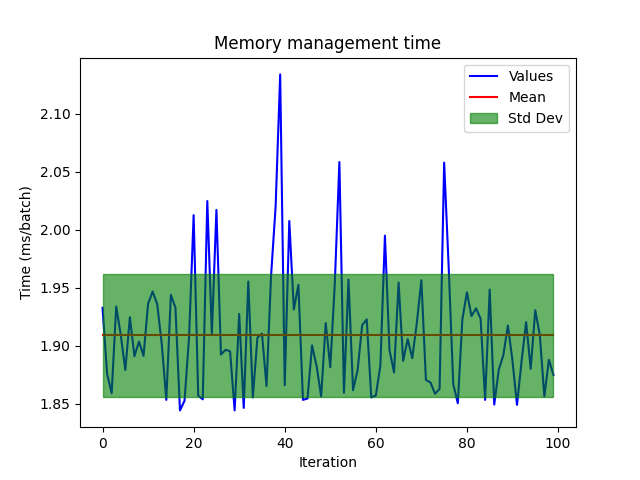 Memory management time
Values
Mean
Std Dev
Time (ms/batch)
2.10
2.05
2.00
1.95
1.90
1.85
0 20 40 60 80 100
Iteration